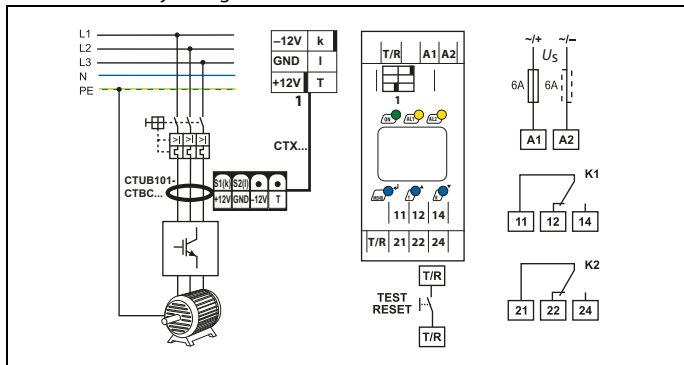 L1
L2
L3
N
PE
CTUB101-
CTBC...
S1(k) S2(l)
+12V GND –12V T
–12V k
GND l
+12V T
1
CTX...
T/R A1 A2
1
ON AL1 AL2
MENU
11 12 14
T/R 21 22 24
T/R
TEST
RESET
T/R
~/+ ~/–
US
6A 6A
A1 A2
K1
11 12 14
K2
21 22 24